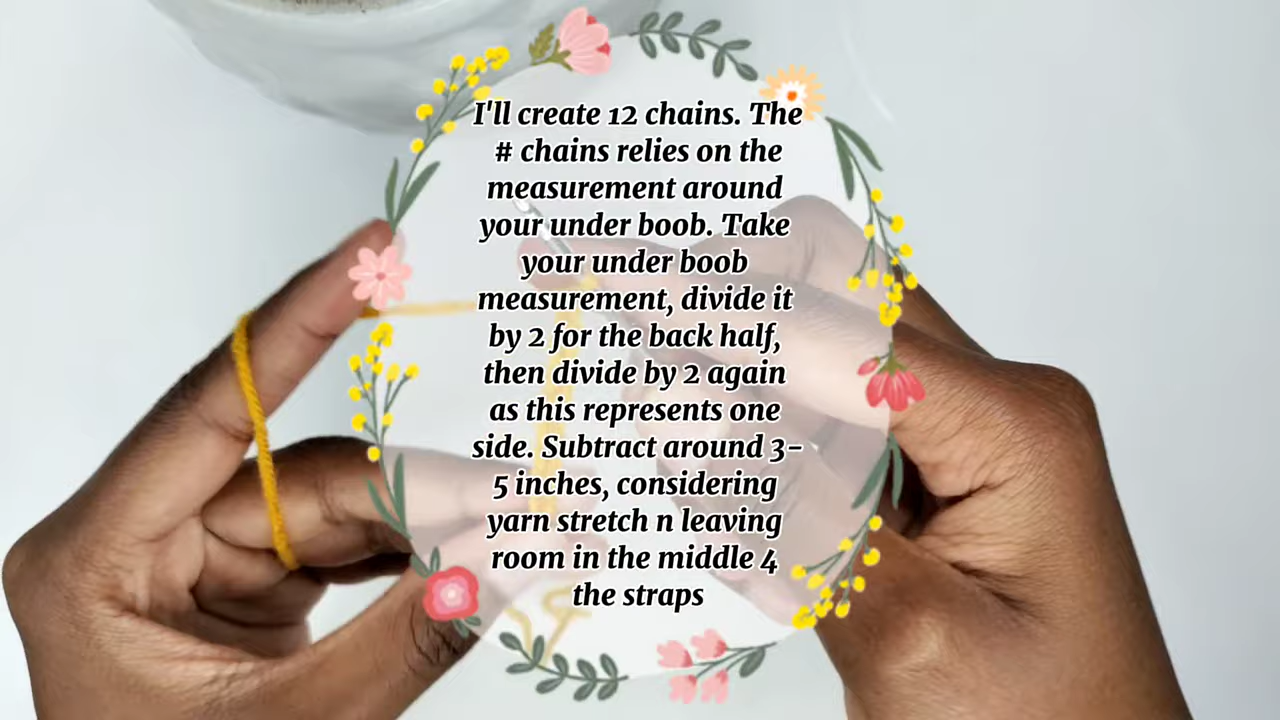 I'll create 12 chains. The
# chains relies on the
measurement around
your under boob. Take
your under boob
measurement, divide it
by 2 for the back half,
then divide by 2 again
as this represents one
side. Subtract around 3-
5 inches, considering
yarn stretch n leaving
room in the middle 4
the straps